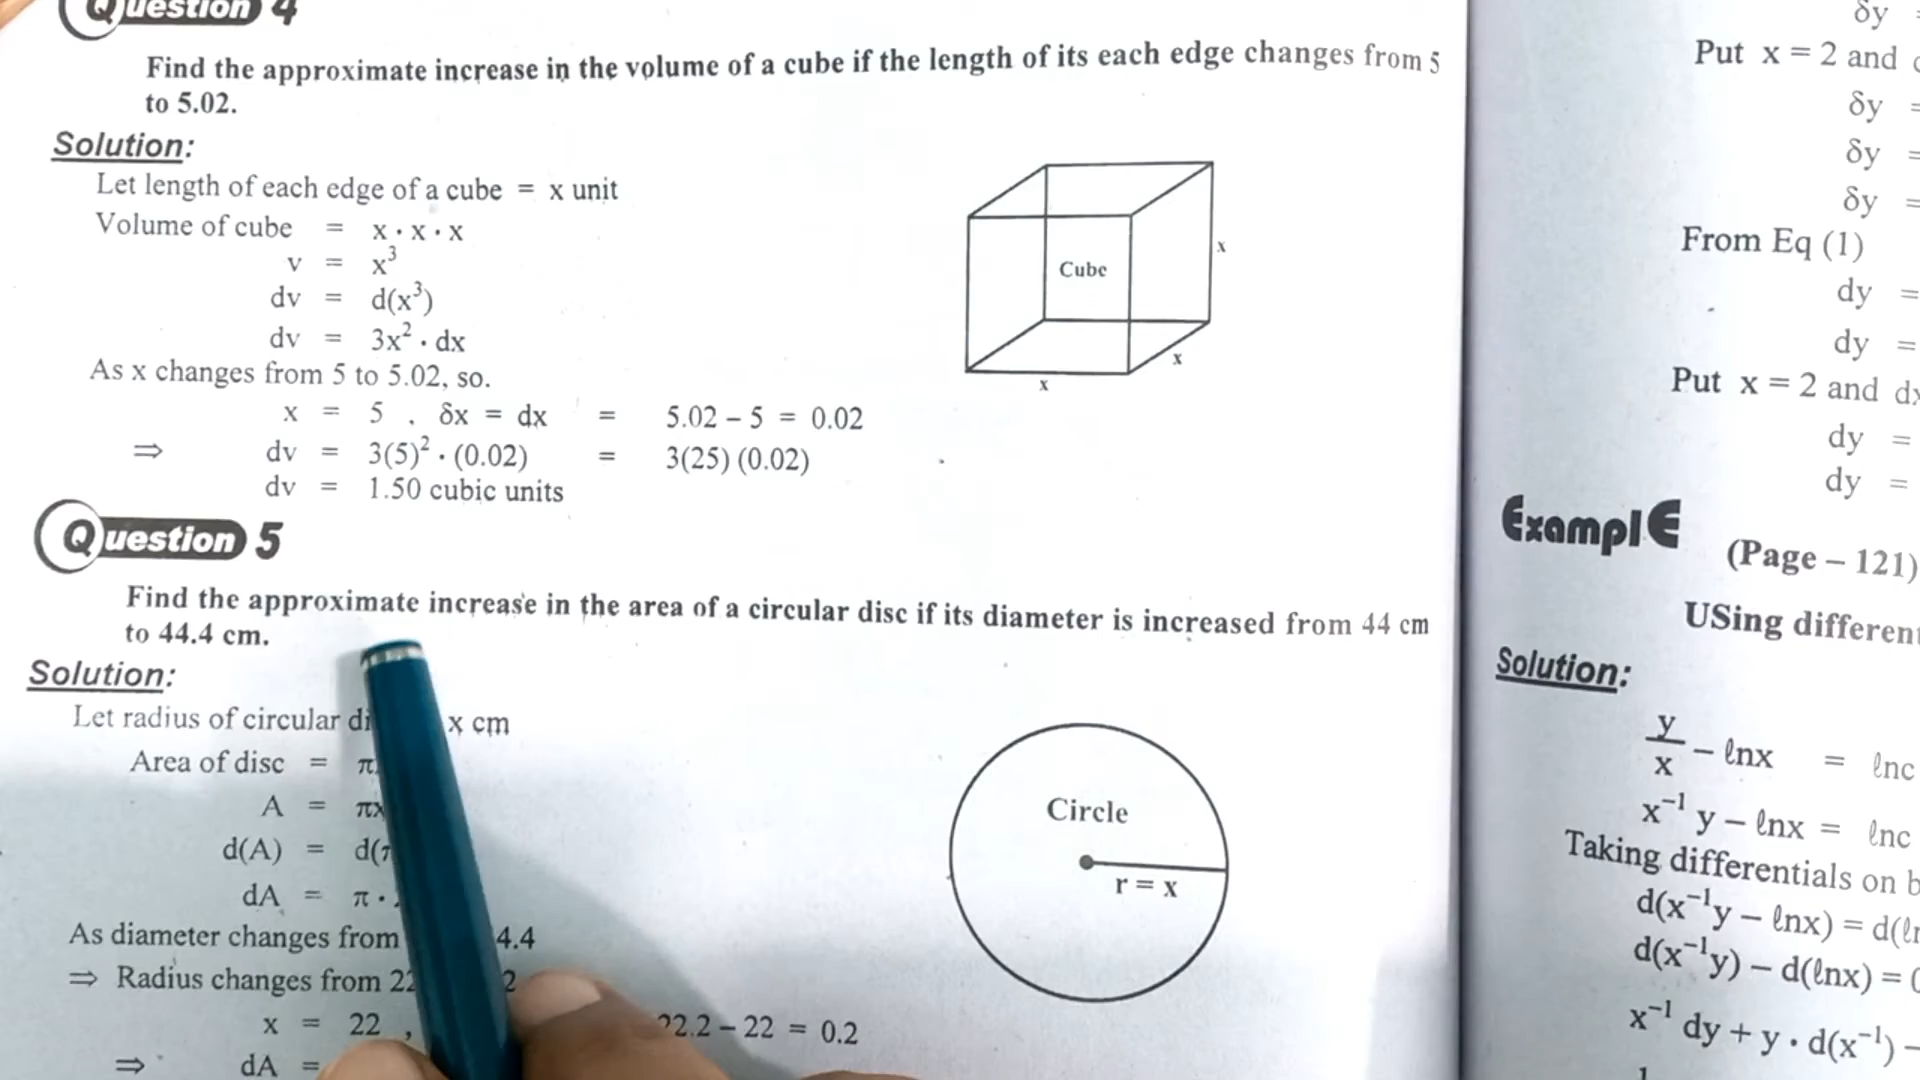 Question 4
Find the approximate increase in the volume of a cube if the length of its each edge changes from 5
to 5.02.
Solution:
Let length of each edge of a cube = x unit
Volume of cube = x · x · x
v = x³
dv = d(x³)
dv = 3x² · dx
As x changes from 5 to 5.02, so.
x = 5 , δx = dx = 5.02 – 5 = 0.02
⇒ dv = 3(5)² · (0.02) = 3(25) (0.02)
dv = 1.50 cubic units
Cube
x
x
x
Question 5
Find the approximate increase in the area of a circular disc if its diameter is increased from 44 cm
to 44.4 cm.
Solution:
Let radius of circular x cm
Area of disc = π
A = πx
d(A) = d(
dA = π ·
As diameter changes from 4.4
⇒ Radius changes from 22 2
x = 22 , 22.2 – 22 = 0.2
⇒ dA =
Circle
r = x
δy =
Put x = 2 and
δy =
δy =
δy =
From Eq (1)
dy =
dy =
Put x = 2 and dx
dy =
dy =
ExamplE
(Page – 121)
USing different
Solution:
y/x – ℓnx = ℓnc
x⁻¹ y – ℓnx = ℓnc
Taking differentials on
d(x⁻¹y – ℓnx) = d(ℓn
d(x⁻¹y) – d(ℓnx) = 0
x⁻¹ dy + y · d(x⁻¹) –